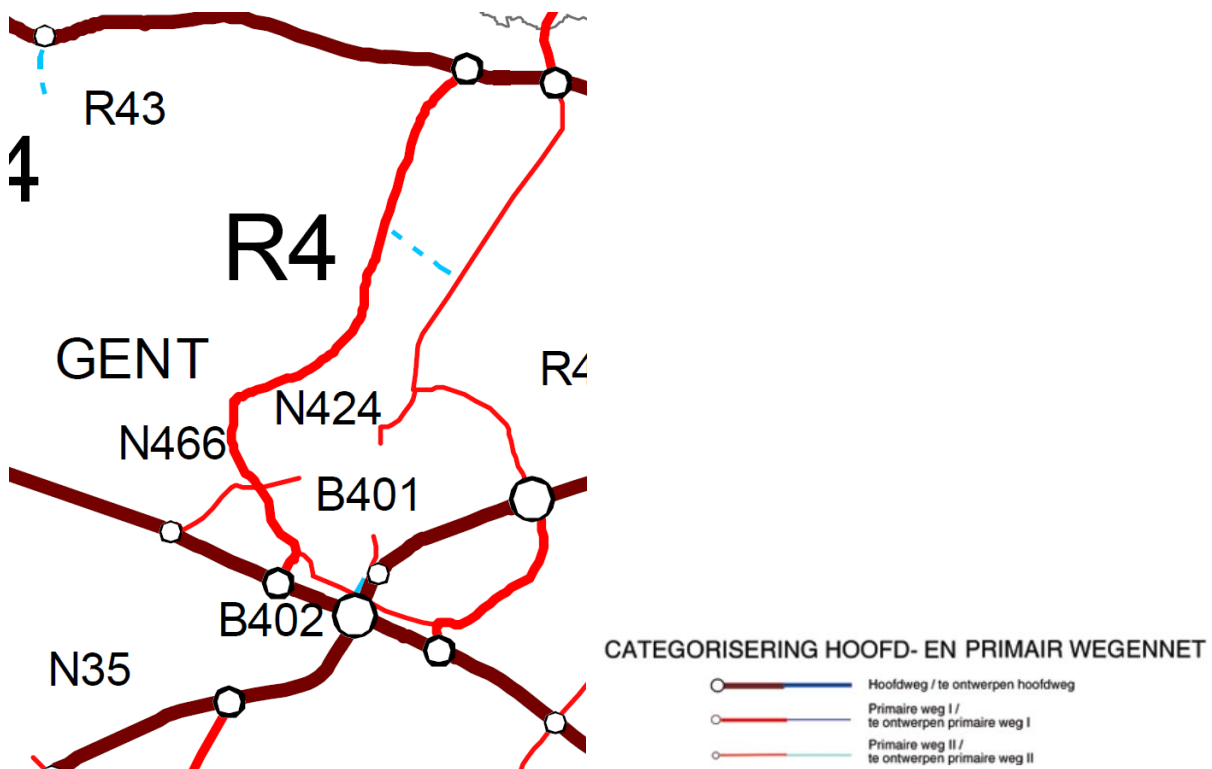 R43
4
R4
GENT
R4
N424
N466
B401
B402
N35
CATEGORISERING HOOFD- EN PRIMAIR WEGENNET
Hoofdweg / te ontwerpen hoofdweg
Primaire weg I /
te ontwerpen primaire weg I
Primaire weg II /
te ontwerpen primaire weg II